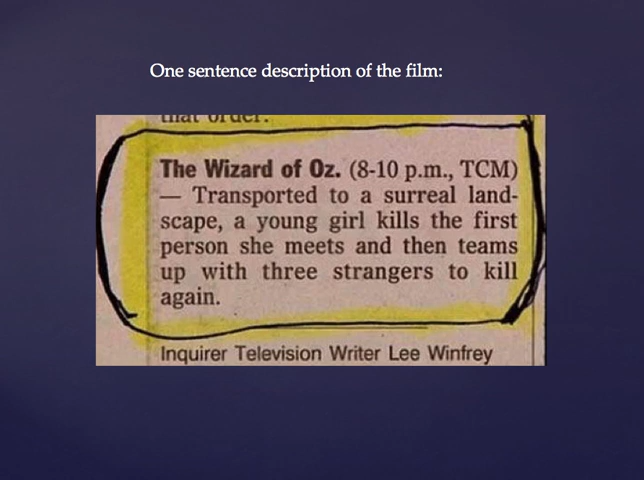 One sentence description of the film:
that order.
The Wizard of Oz. (8-10 p.m., TCM)
— Transported to a surreal land-
scape, a young girl kills the first
person she meets and then teams
up with three strangers to kill
again.
Inquirer Television Writer Lee Winfrey